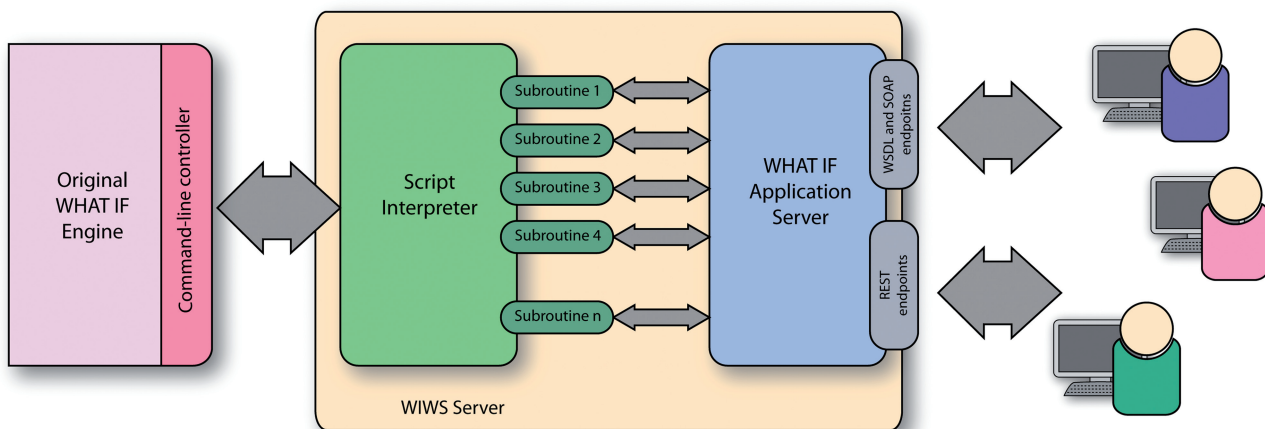 Original
WHAT IF
Engine
Command-line controller
Script
Interpreter
Subroutine 1
Subroutine 2
Subroutine 3
Subroutine 4
Subroutine n
WHAT IF
Application
Server
WSDL and SOAP
endpoitns
REST
endpoints
WIWS Server